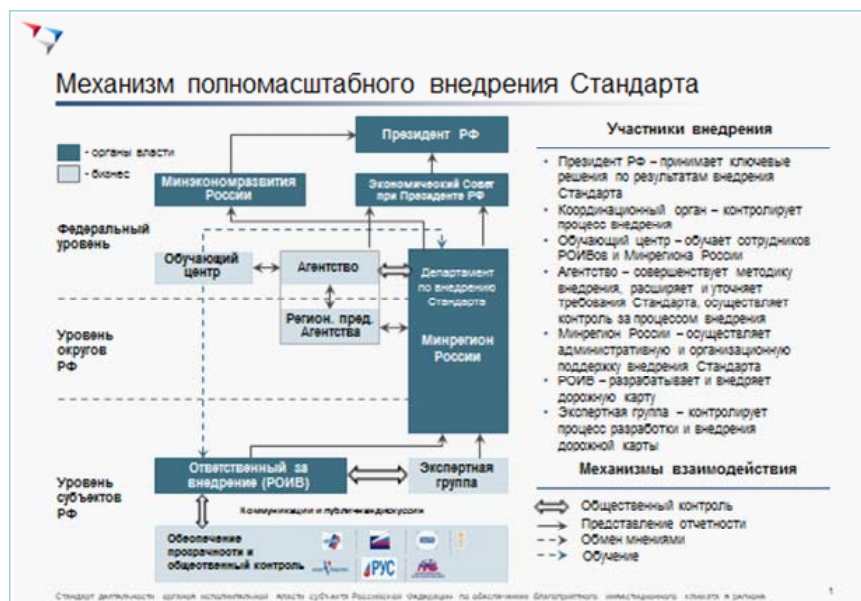 Механизм полномасштабного внедрения Стандарта
- органы власти
- бизнес
Президент РФ
Минэкономразвития
России
Экономический Совет
при Президенте РФ
Федеральный
уровень
Обучающий
центр
Агентство
Департамент
по внедрению
Стандарта
Регион. пред.
Агентства
Минрегион
России
Уровень
округов
РФ
Уровень
субъектов
РФ
Ответственный за
внедрение (РОИВ)
Экспертная
группа
Коммуникации и публичная дискуссия
Обеспечение
прозрачности и
общественный контроль
РУС
Участники внедрения
• Президент РФ – принимает ключевые
решения по результатам внедрения
Стандарта
• Координационный орган – контролирует
процесс внедрения
• Обучающий центр – обучает сотрудников
РОИВов и Минрегиона России
• Агентство – совершенствует методику
внедрения, расширяет и уточняет
требования Стандарта, осуществляет
контроль за процессом внедрения
• Минрегион России – осуществляет
административную и организационную
поддержку внедрения Стандарта
• РОИВ – разрабатывает и внедряет
дорожную карту
• Экспертная группа – контролирует
процесс разработки и внедрения
дорожной карты
Механизмы взаимодействия
Общественный контроль
Представление отчетности
Обмен мнениями
Обучение
Стандарт деятельности органов исполнительной власти субъекта Российской Федерации по обеспечению благоприятного инвестиционного климата в регионе